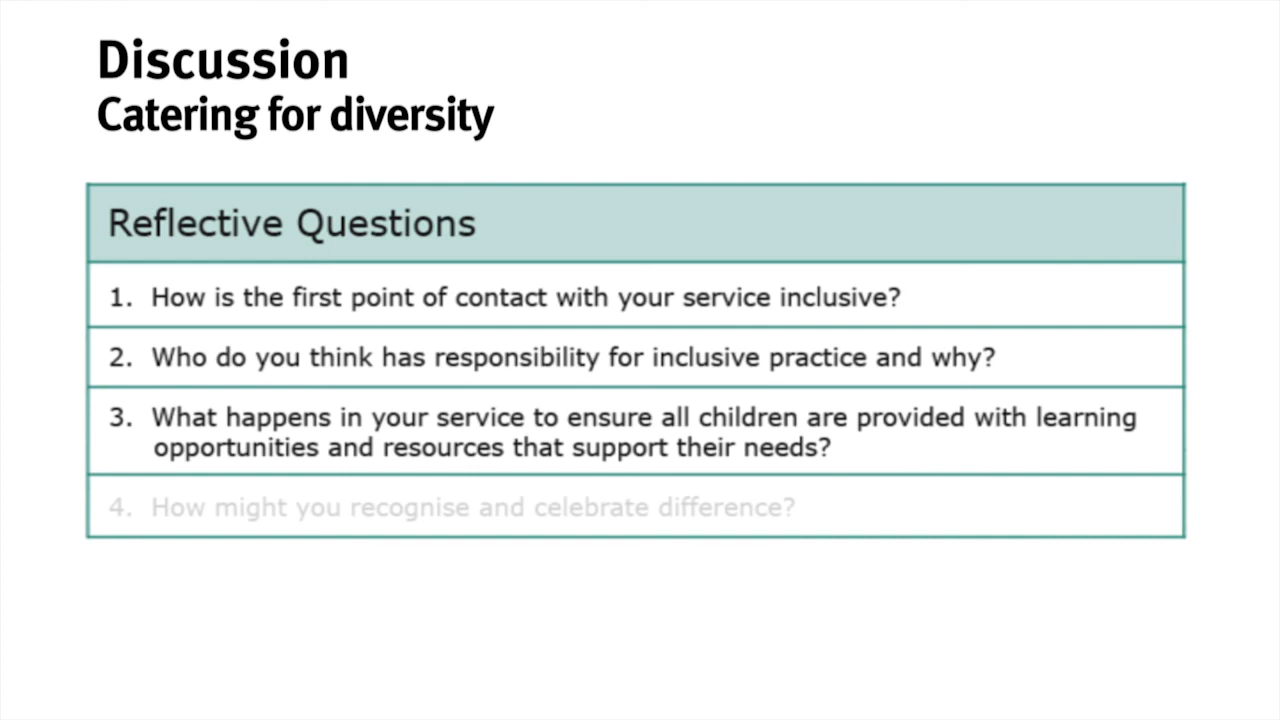 Discussion
Catering for diversity
Reflective Questions
1. How is the first point of contact with your service inclusive?
2. Who do you think has responsibility for inclusive practice and why?
3. What happens in your service to ensure all children are provided with learning
opportunities and resources that support their needs?
4. How might you recognise and celebrate difference?